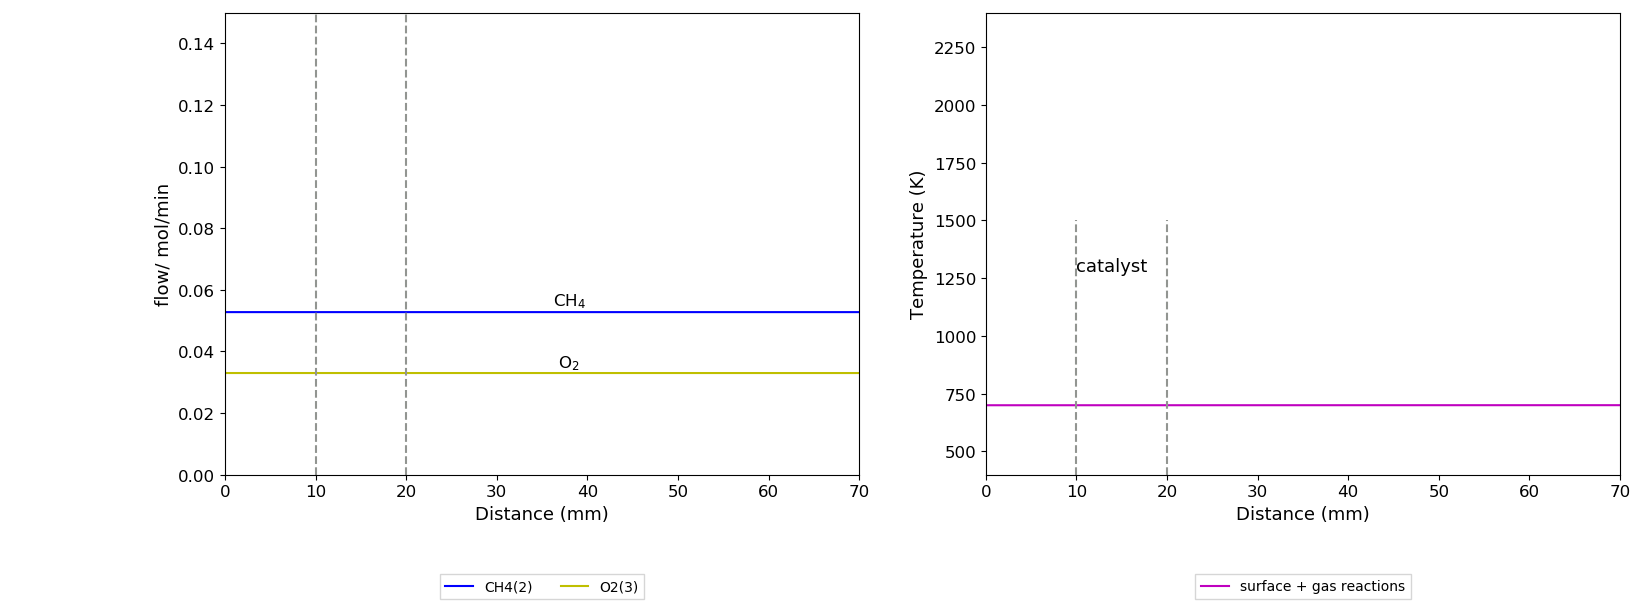 0.14
0.12
0.10
0.08
0.06
0.04
0.02
0.00
flow/ mol/min
CH₄
O₂
0 10 20 30 40 50 60 70
Distance (mm)
CH4(2) O2(3)
2250
2000
1750
1500
1250
1000
750
500
Temperature (K)
catalyst
0 10 20 30 40 50 60 70
Distance (mm)
surface + gas reactions